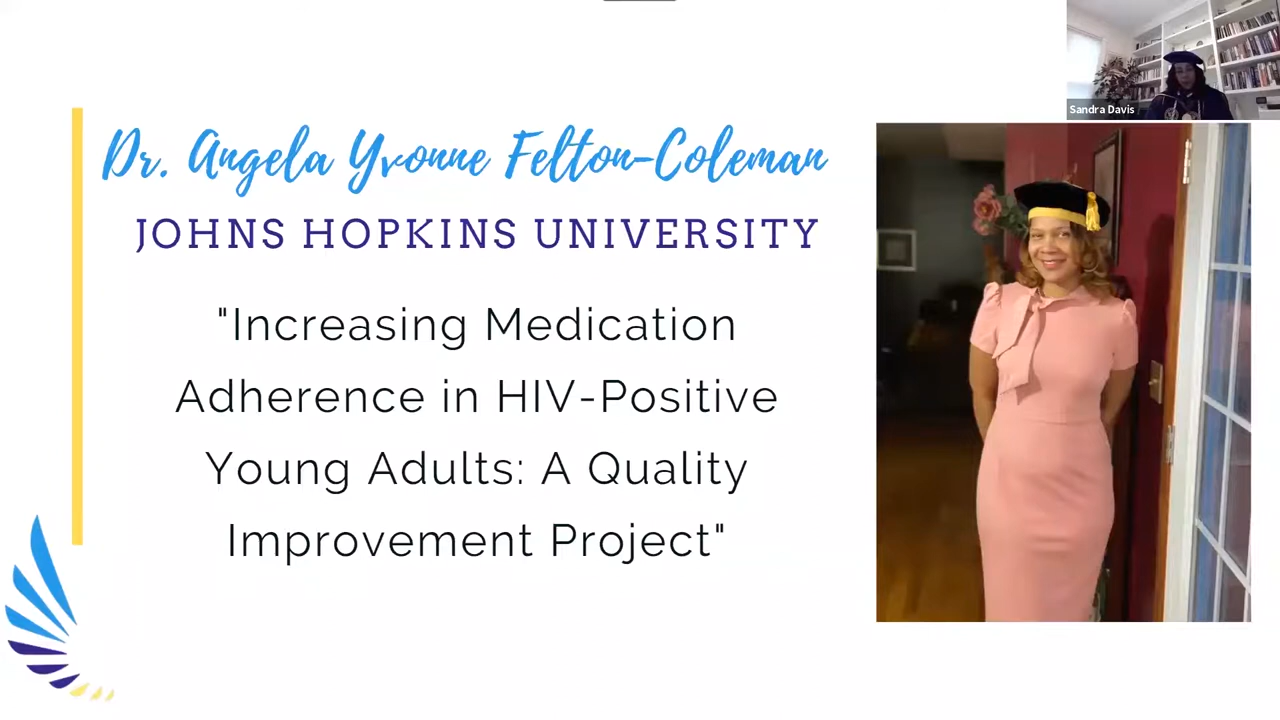 Sandra Davis
Dr. Angela Yvonne Felton-Coleman
JOHNS HOPKINS UNIVERSITY
"Increasing Medication
Adherence in HIV-Positive
Young Adults: A Quality
Improvement Project"